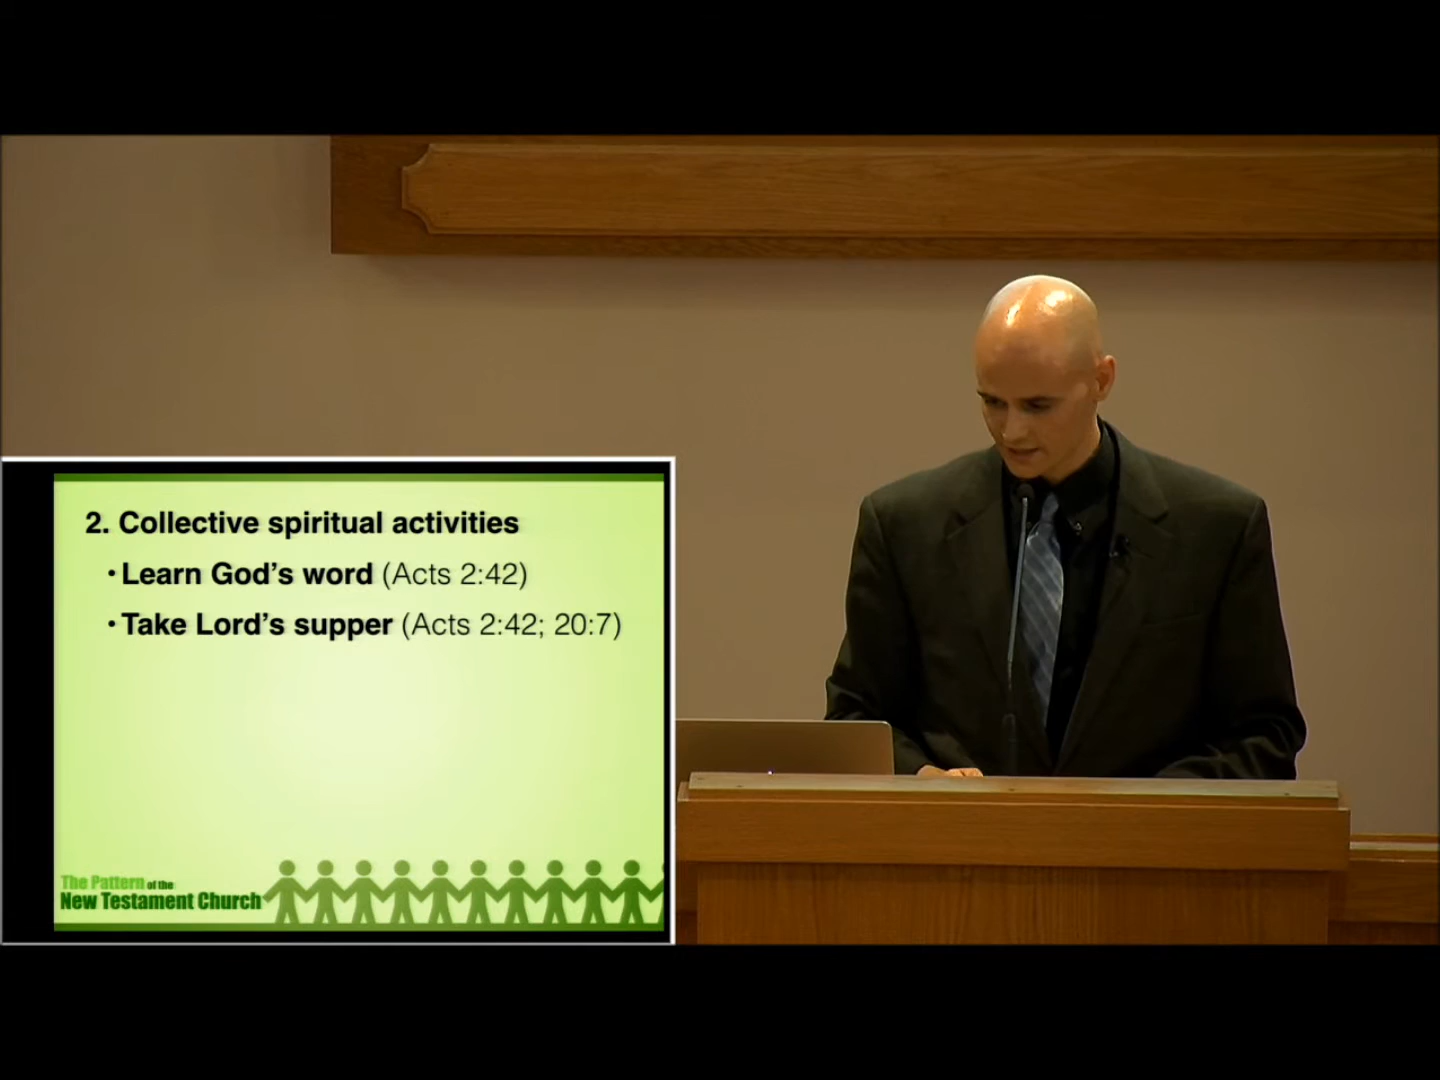 2. Collective spiritual activities
• Learn God's word (Acts 2:42)
• Take Lord's supper (Acts 2:42; 20:7)
The Pattern of the
New Testament Church